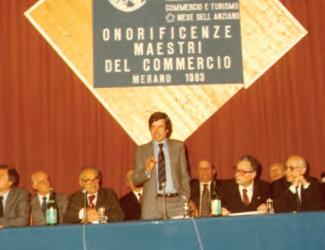 COMMERCIO E TURISMO
MESE DELL'ANZIANO
ONORIFICENZE
MAESTRI
DEL COMMERCIO
MERANO 1983